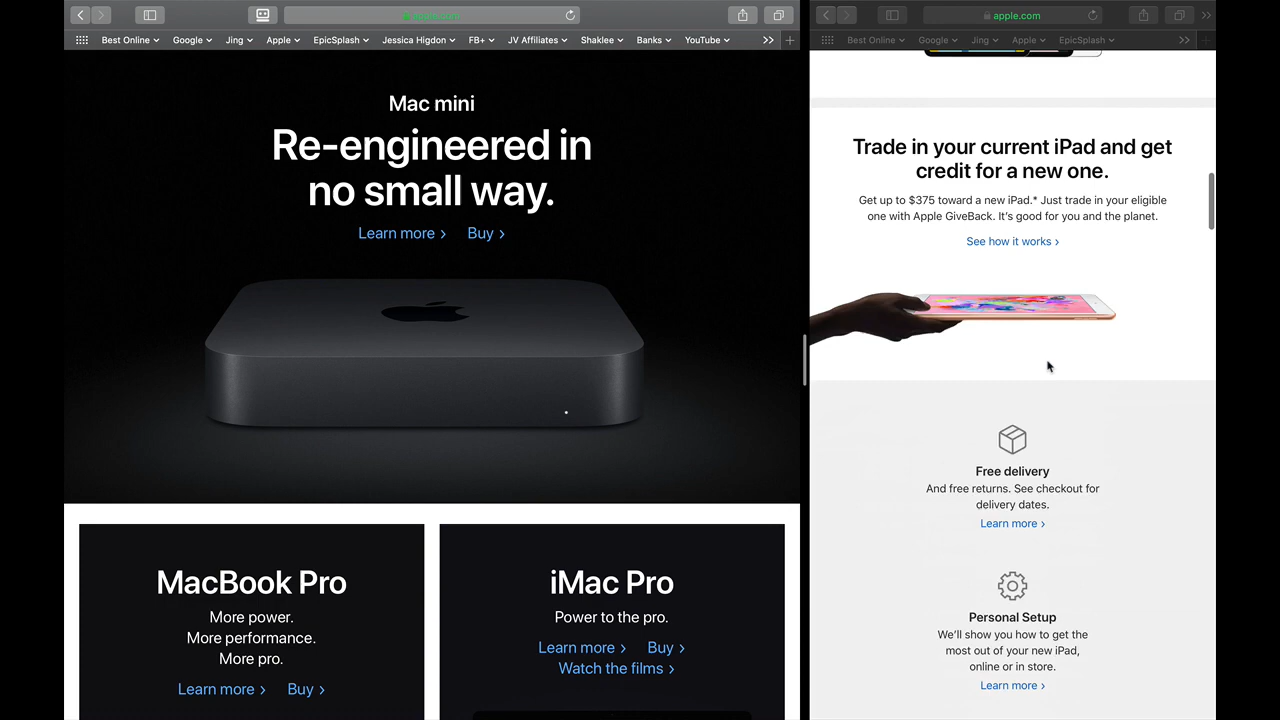 apple.com
Best Online
Google
Jing
Apple
EpicSplash
Jessica Higdon
FB+
JV Affiliates
Shaklee
Banks
YouTube
Mac mini
Re-engineered in
no small way.
Learn more
Buy
MacBook Pro
More power.
More performance.
More pro.
Learn more
Buy
iMac Pro
Power to the pro.
Learn more
Buy
Watch the films
apple.com
Best Online
Google
Jing
Apple
EpicSplash
Trade in your current iPad and get
credit for a new one.
Get up to $375 toward a new iPad.* Just trade in your eligible
one with Apple GiveBack. It's good for you and the planet.
See how it works
Free delivery
And free returns. See checkout for
delivery dates.
Learn more
Personal Setup
We'll show you how to get the
most out of your new iPad,
online or in store.
Learn more